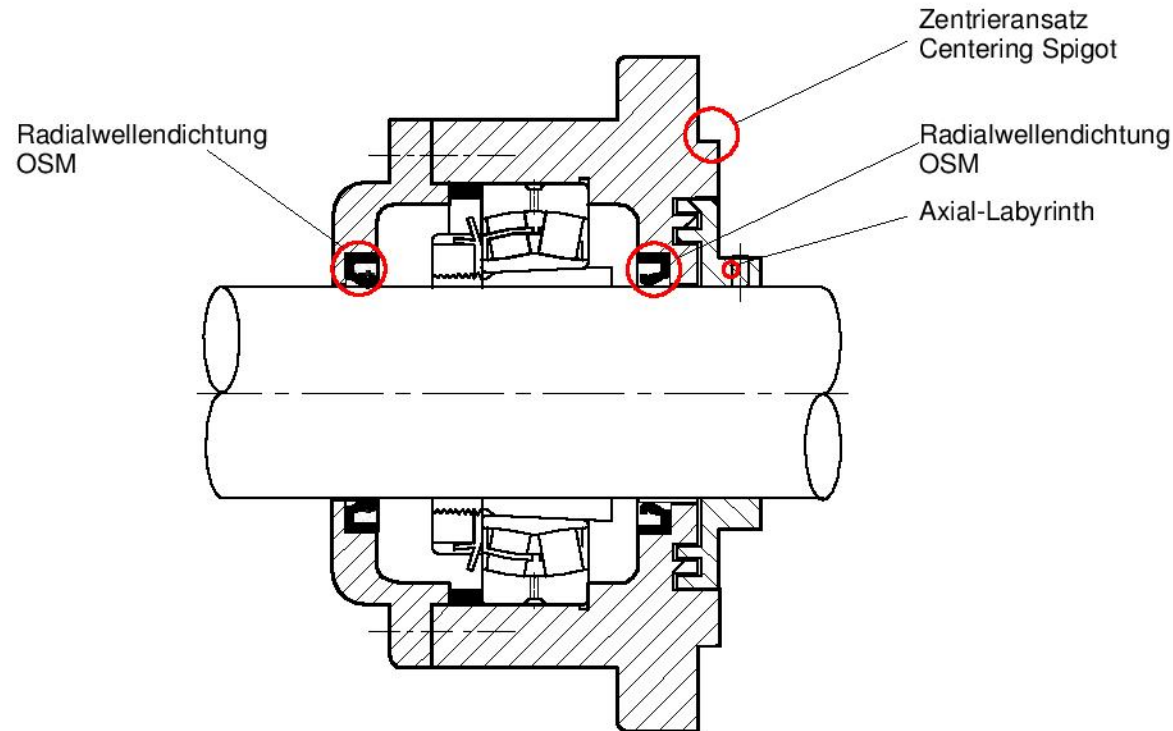 Zentrieransatz
Centering Spigot
Radialwellendichtung
OSM
Radialwellendichtung
OSM
Axial-Labyrinth